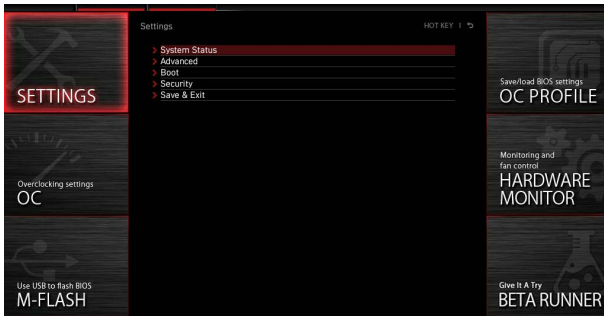 Settings
HOT KEY
System Status
Advanced
Boot
Security
Save & Exit
SETTINGS
Overclocking settings
OC
Use USB to flash BIOS
M-FLASH
Save/load BIOS settings
OC PROFILE
Monitoring and
fan control
HARDWARE
MONITOR
Give It A Try
BETA RUNNER